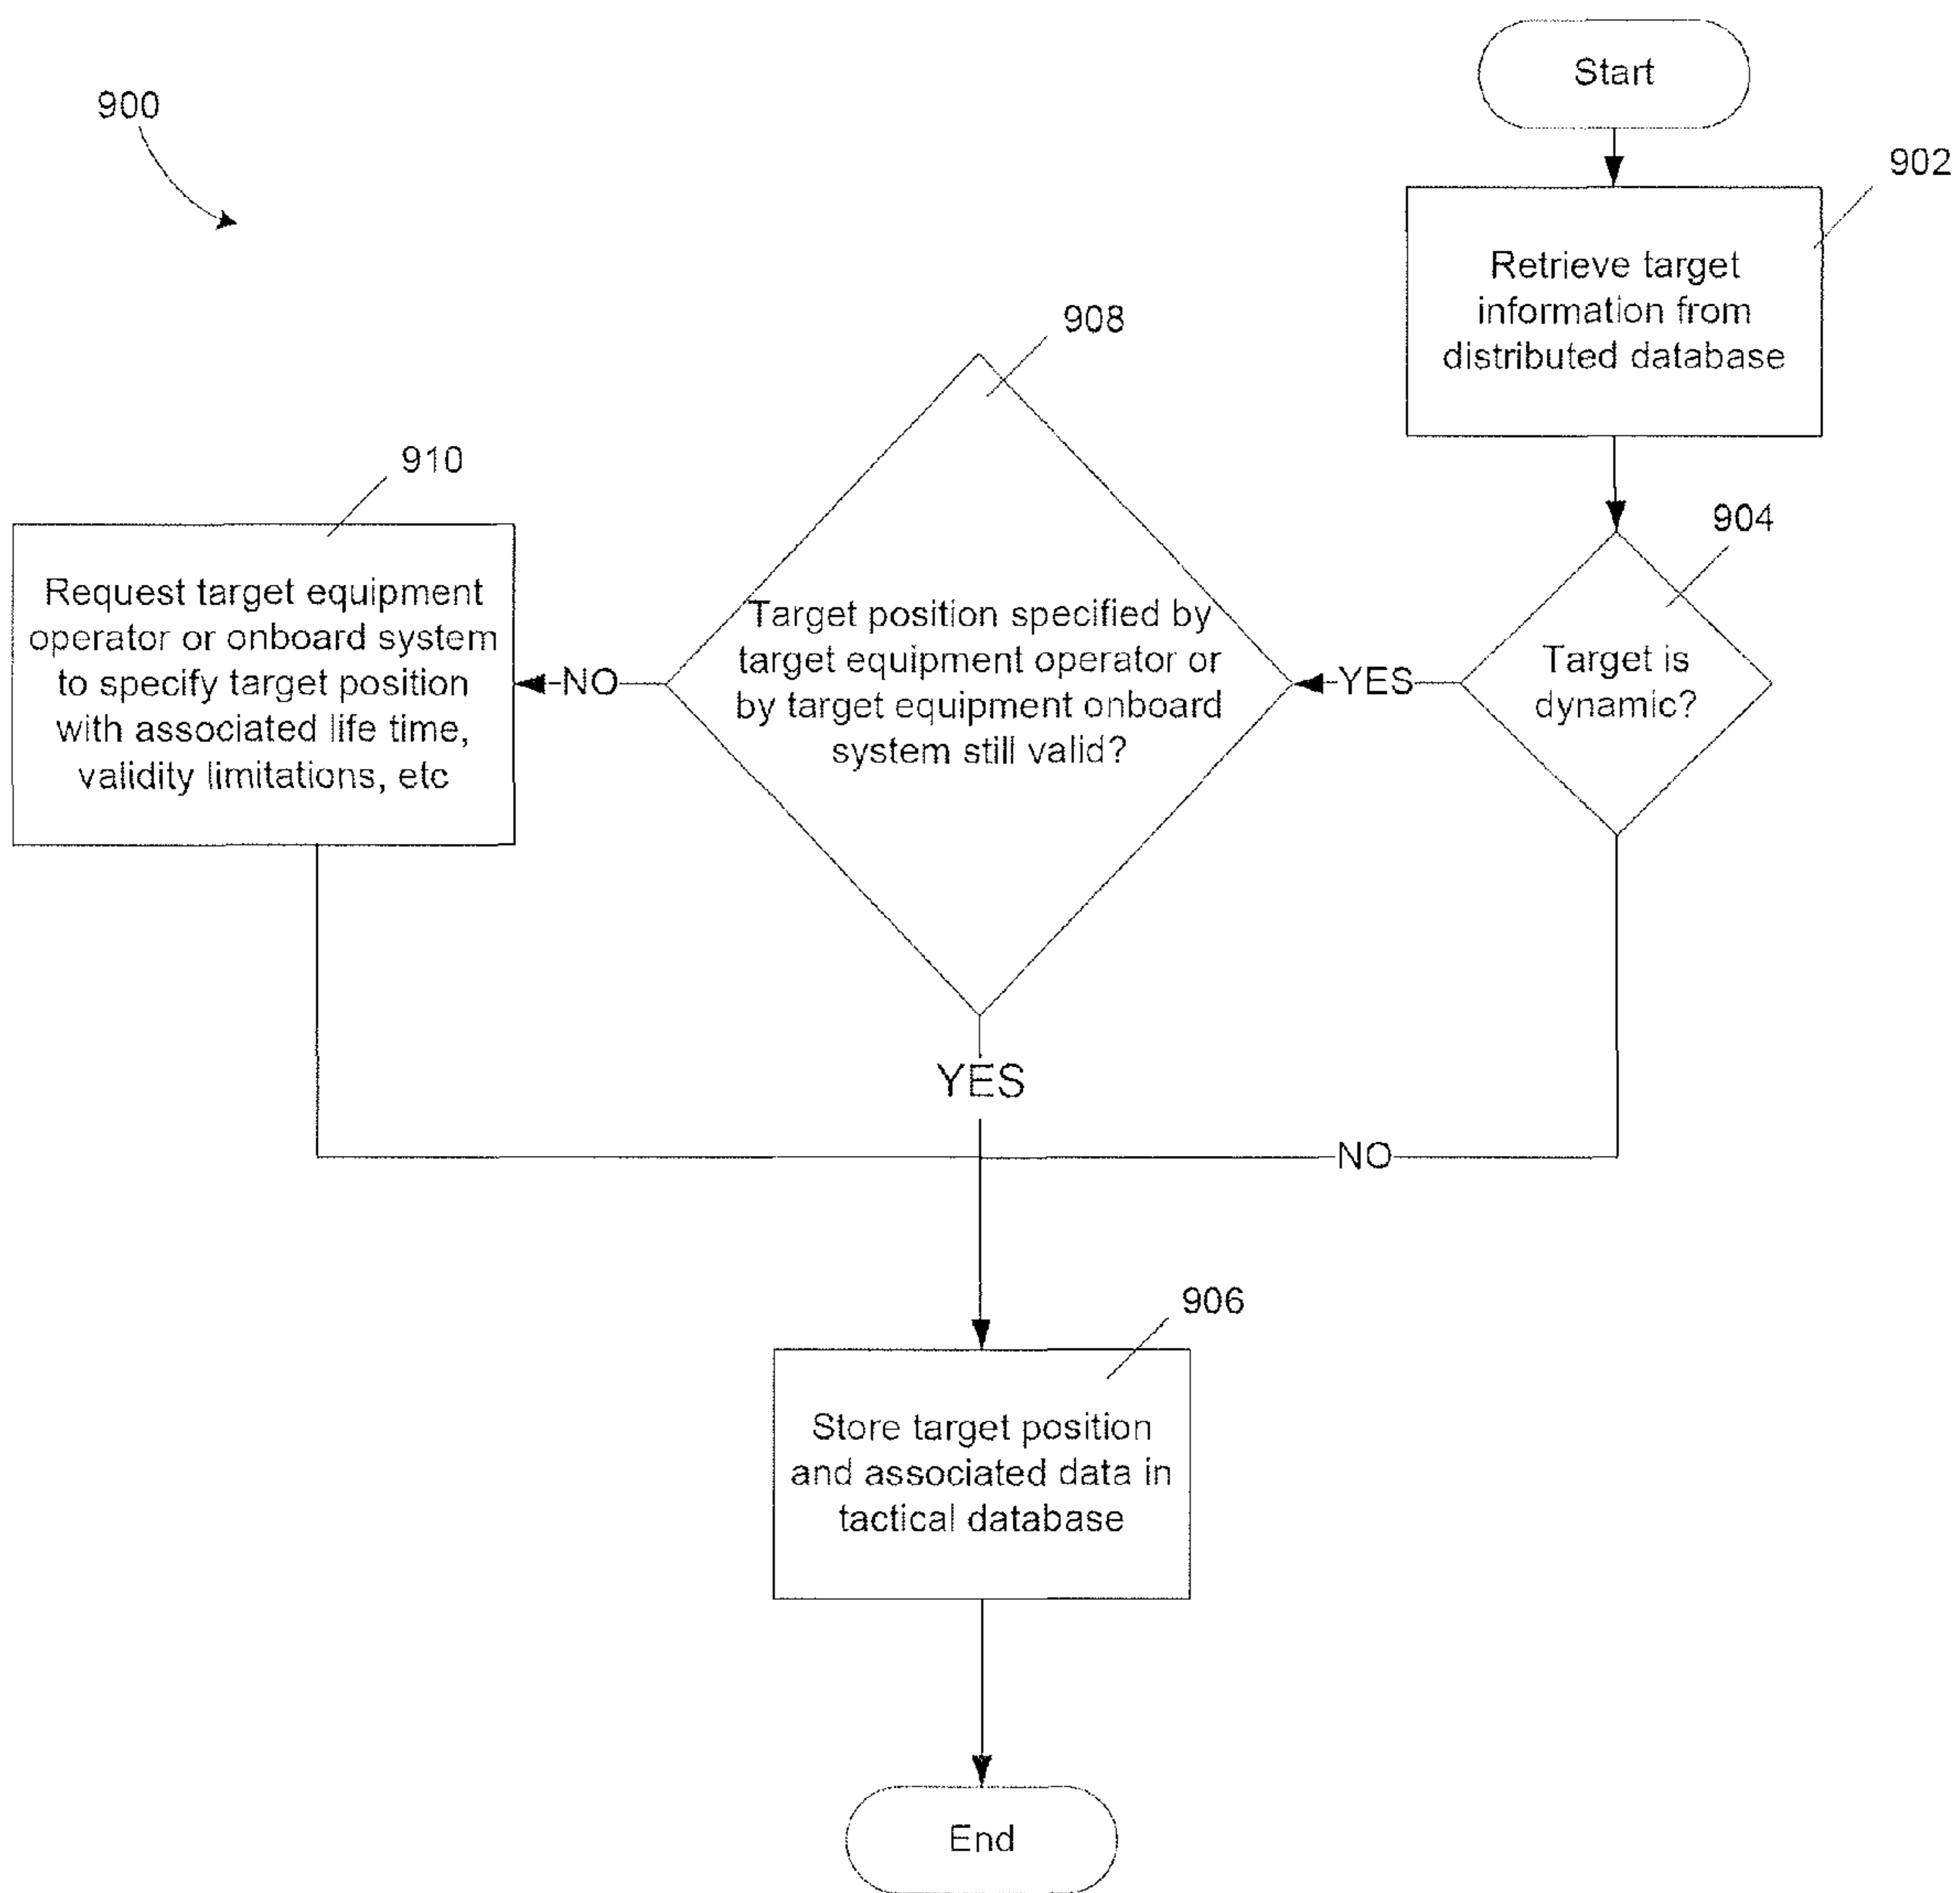 Start
900
902
Retrieve target
information from
distributed database
908
910
904
Request target equipment
operator or onboard system
to specify target position
with associated life time,
validity limitations, etc
NO
Target position specified by
target equipment operator or
by target equipment onboard
system still valid?
YES
Target is
dynamic?
YES
NO
906
Store target position
and associated data in
tactical database
End